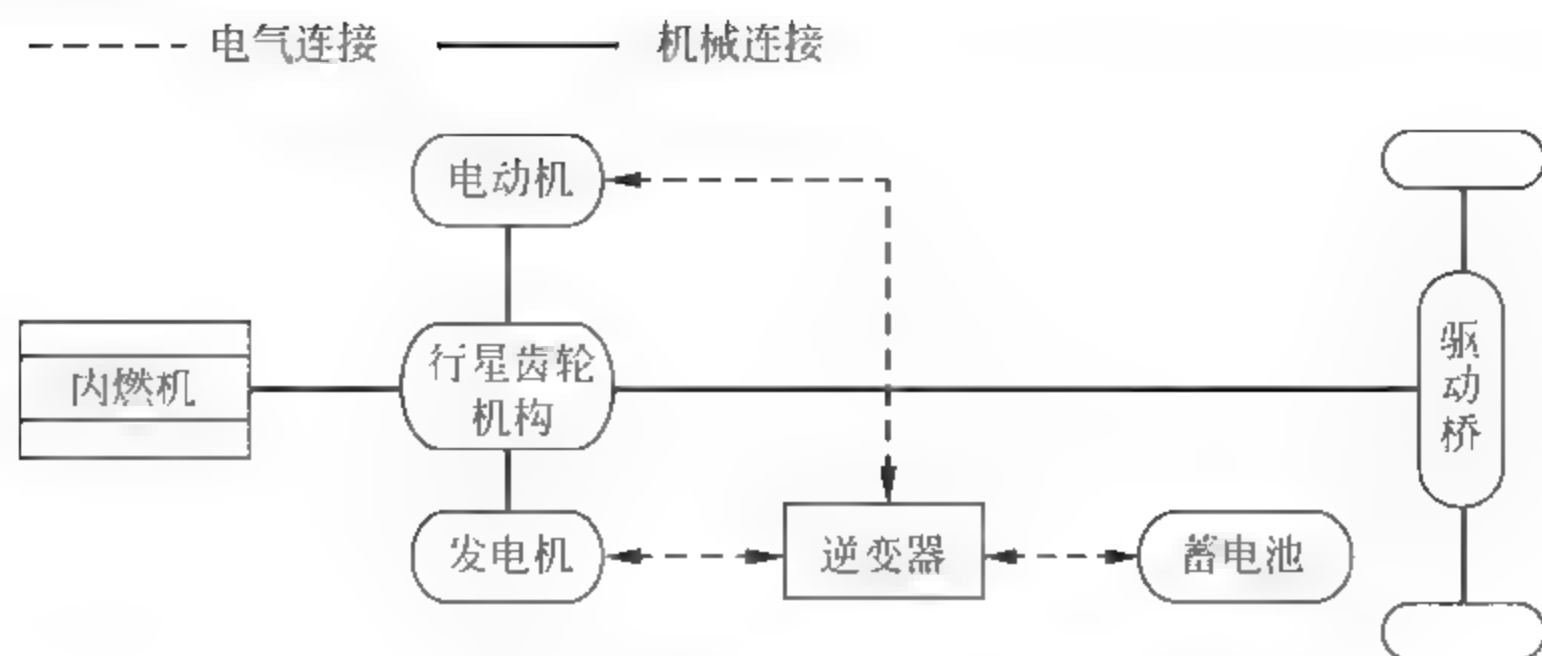 电气连接
机械连接
电动机
内燃机
行星齿轮
机构
驱动桥
发电机
逆变器
蓄电池